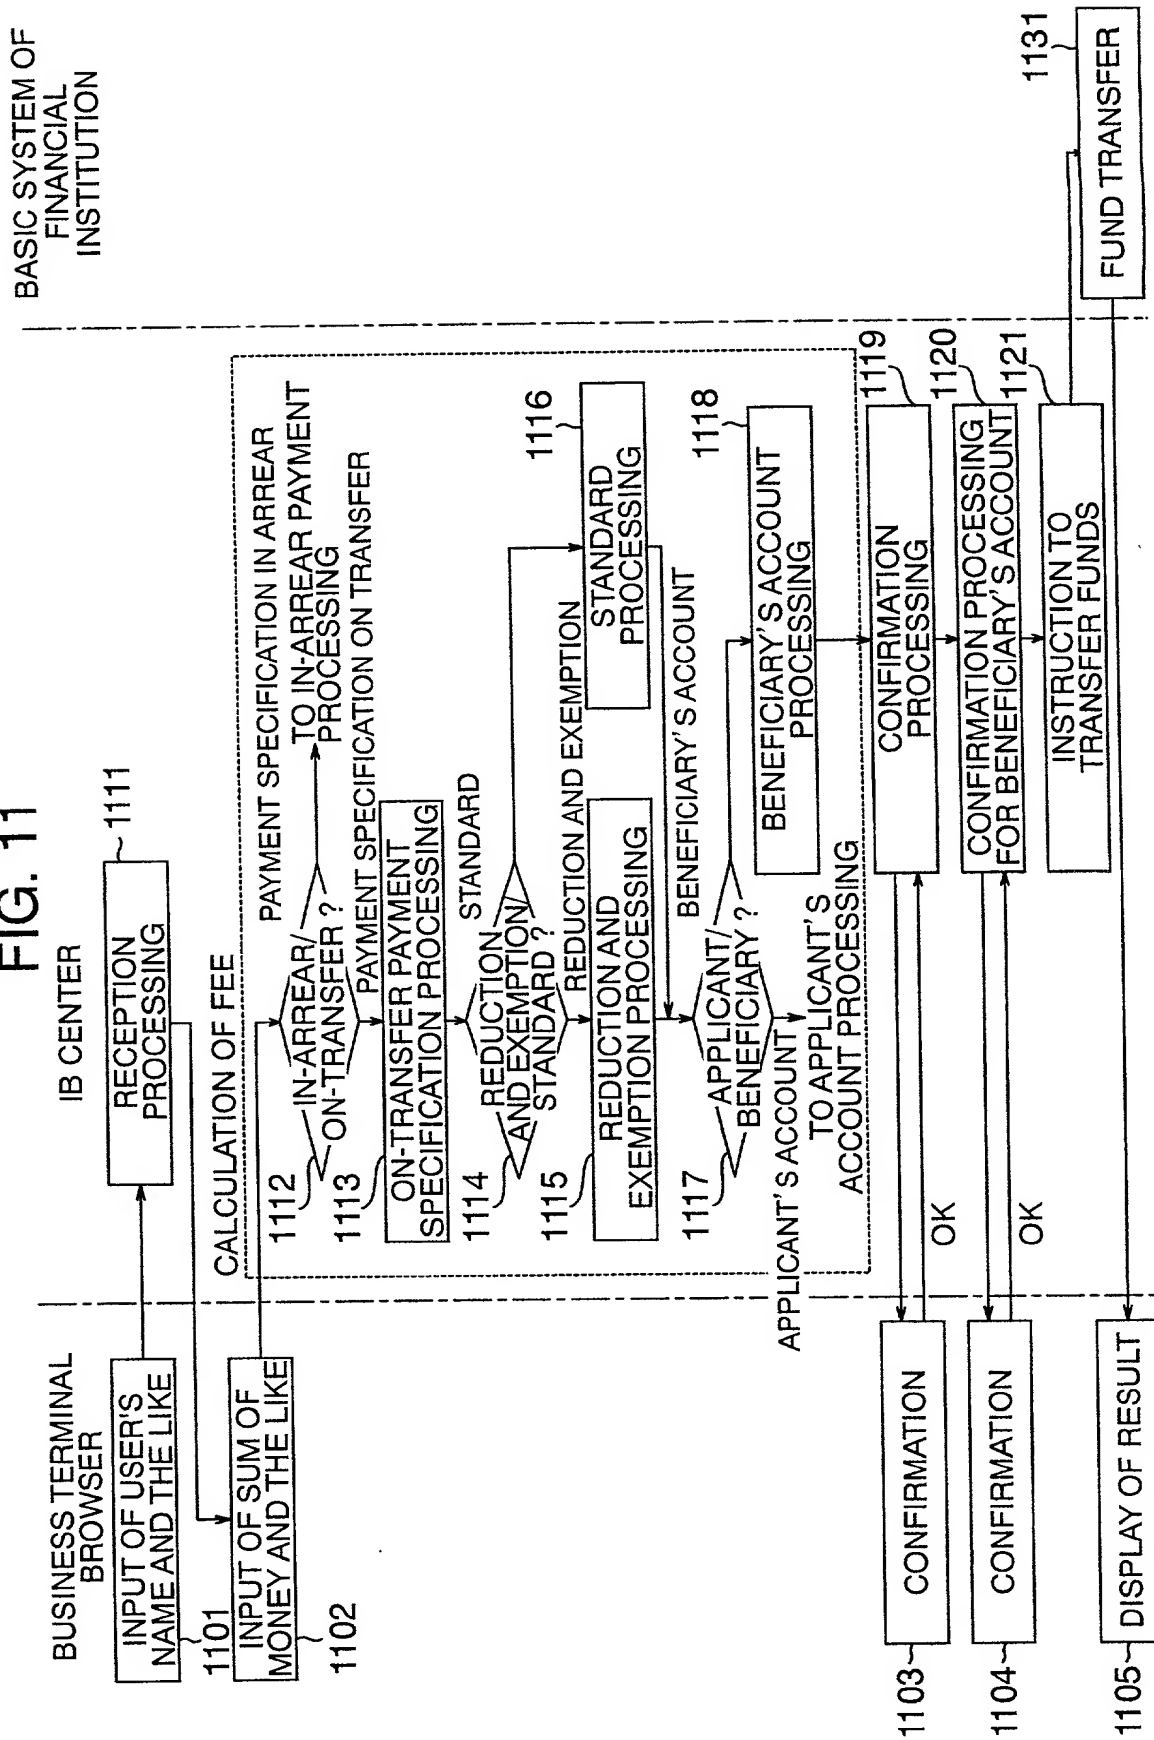 FIG. 11
BUSINESS TERMINAL
BROWSER
IB CENTER
BASIC SYSTEM OF
FINANCIAL
INSTITUTION
INPUT OF USER'S
NAME AND THE LIKE
1101
RECEPTION
PROCESSING
1111
INPUT OF SUM OF
MONEY AND THE LIKE
1102
CALCULATION OF FEE
1112
IN-ARREAR/
ON-TRANSFER ?
PAYMENT SPECIFICATION IN ARREAR
TO IN-ARREAR PAYMENT
PROCESSING
PAYMENT SPECIFICATION ON TRANSFER
1113
ON-TRANSFER PAYMENT
SPECIFICATION PROCESSING
1114
REDUCTION
AND EXEMPTION/
STANDARD ?
STANDARD
REDUCTION AND EXEMPTION
1115
REDUCTION AND
EXEMPTION PROCESSING
1116
STANDARD
PROCESSING
1117
APPLICANT/
BENEFICIARY ?
BENEFICIARY'S ACCOUNT
1118
BENEFICIARY'S ACCOUNT
PROCESSING
APPLICANT'S ACCOUNT
TO APPLICANT'S
ACCOUNT PROCESSING
1103
CONFIRMATION
OK
CONFIRMATION
PROCESSING
1119
1104
CONFIRMATION
OK
CONFIRMATION PROCESSING
FOR BENEFICIARY'S ACCOUNT
1120
INSTRUCTION TO
TRANSFER FUNDS
1121
FUND TRANSFER
1131
1105
DISPLAY OF RESULT